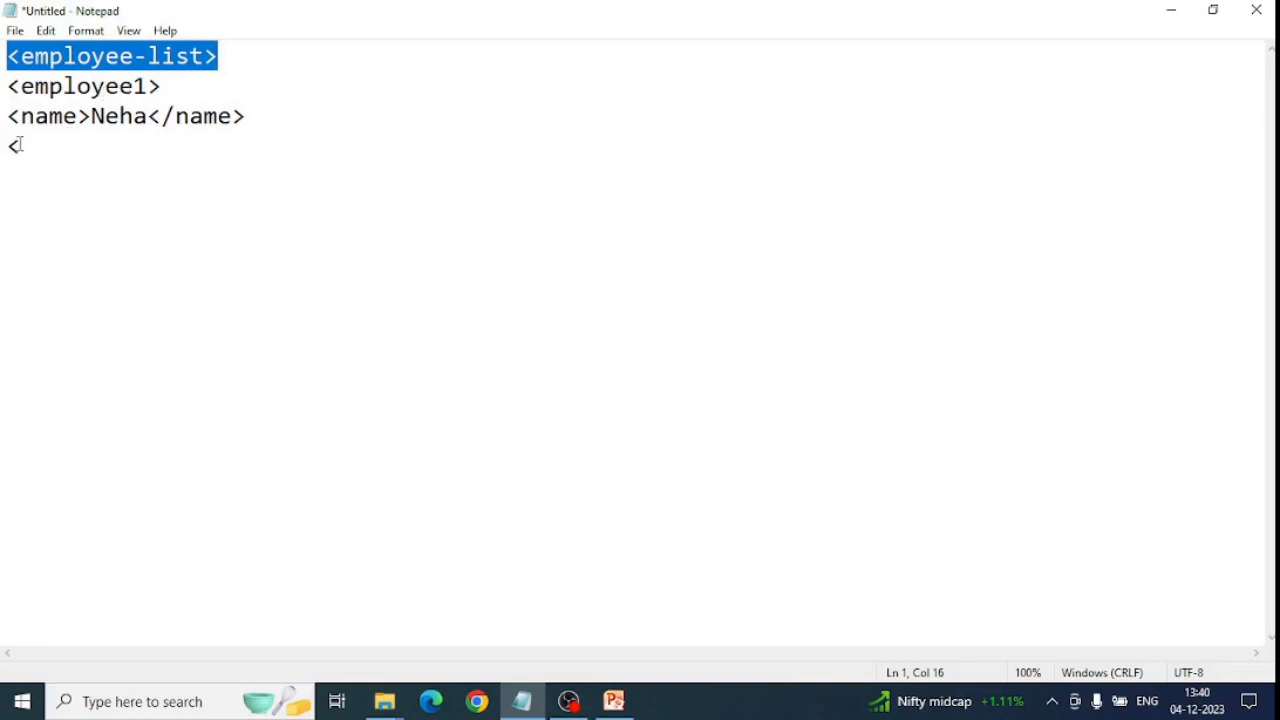 *Untitled - Notepad
File Edit Format View Help
<employee-list>
<employee1>
<name>Neha</name>
<
Ln 1, Col 16 100% Windows (CRLF) UTF-8
Type here to search Nifty midcap +1.11% ENG 13:40
04-12-2023